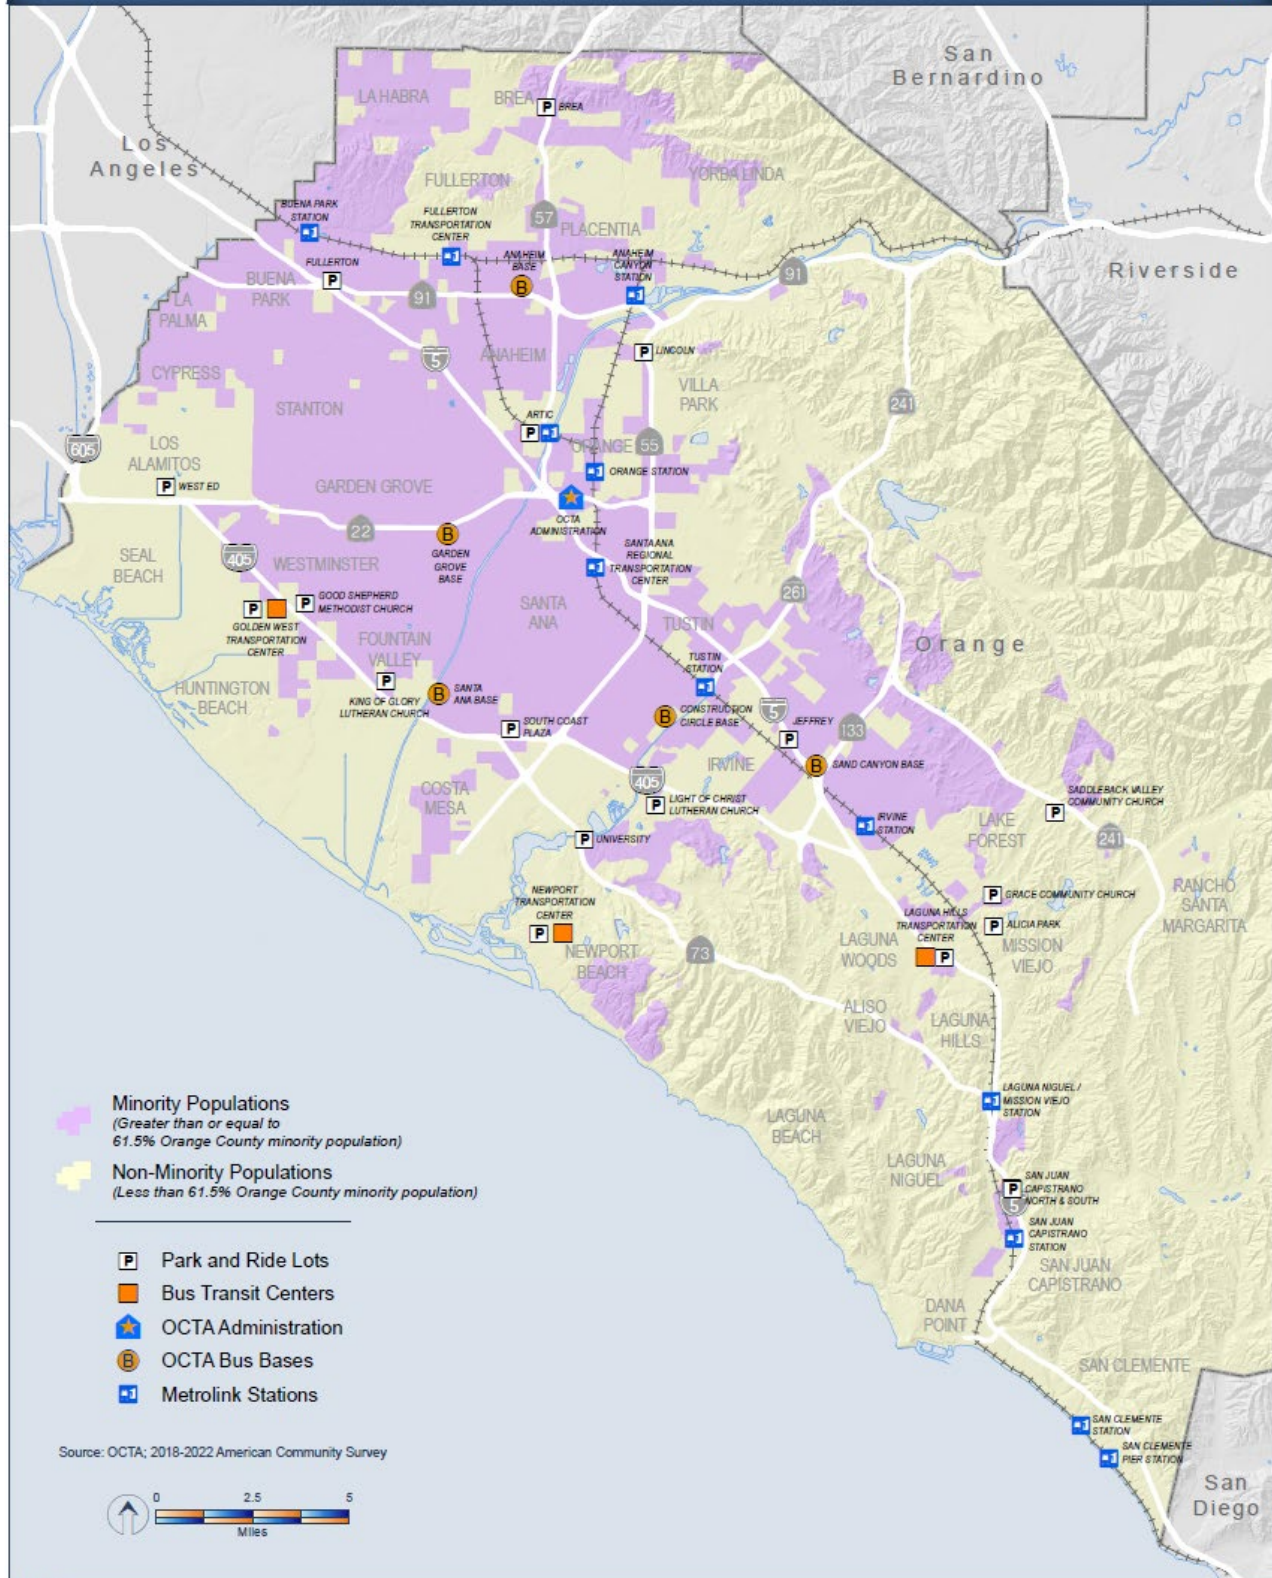 San
Bernardino
LA HABRA
BREA
BREA
Los
Angeles
FULLERTON
YORBA LINDA
BUENA PARK
STATION
FULLERTON
TRANSPORTATION
CENTER
57
PLACENTIA
FULLERTON
ANAHEIM
BASE
B
ANAHEIM
CANYON
STATION
91
Riverside
BUENA
PARK
91
LA
PALMA
5
ANAHEIM
LINCOLN
CYPRESS
VILLA
PARK
STANTON
241
ARTIC
605
LOS
ALAMITOS
ORANGE
55
WEST ED
ORANGE STATION
GARDEN GROVE
OCTA
ADMINISTRATION
22
B
GARDEN
GROVE
BASE
SANTA ANA
REGIONAL
TRANSPORTATION
CENTER
SEAL
BEACH
405
WESTMINSTER
261
GOOD SHEPHERD
METHODIST CHURCH
SANTA
ANA
TUSTIN
GOLDEN WEST
TRANSPORTATION
CENTER
FOUNTAIN
VALLEY
Orange
TUSTIN
STATION
HUNTINGTON
BEACH
KING OF GLORY
LUTHERAN CHURCH
B
SANTA
ANA BASE
B
CONSTRUCTION
CIRCLE BASE
5
JEFFREY
133
SOUTH COAST
PLAZA
IRVINE
B
SAND CANYON BASE
COSTA
MESA
405
LIGHT OF CHRIST
LUTHERAN CHURCH
SADDLEBACK VALLEY
COMMUNITY CHURCH
IRVINE
STATION
LAKE
FOREST
241
UNIVERSITY
NEWPORT
TRANSPORTATION
CENTER
GRACE COMMUNITY CHURCH
RANCHO
SANTA
MARGARITA
LAGUNA HILLS
TRANSPORTATION
CENTER
ALICIA PARK
NEWPORT
BEACH
73
LAGUNA
WOODS
MISSION
VIEJO
ALISO
VIEJO
LAGUNA
HILLS
LAGUNA NIGUEL /
MISSION VIEJO
STATION
LAGUNA
BEACH
LAGUNA
NIGUEL
SAN JUAN
CAPISTRANO
NORTH & SOUTH
5
SAN JUAN
CAPISTRANO
STATION
SAN JUAN
CAPISTRANO
DANA
POINT
SAN CLEMENTE
SAN CLEMENTE
STATION
SAN CLEMENTE
PIER STATION
San
Diego
Minority Populations
(Greater than or equal to
61.5% Orange County minority population)
Non-Minority Populations
(Less than 61.5% Orange County minority population)
P Park and Ride Lots
Bus Transit Centers
OCTA Administration
B OCTA Bus Bases
Metrolink Stations
Source: OCTA; 2018-2022 American Community Survey
0 2.5 5
Miles